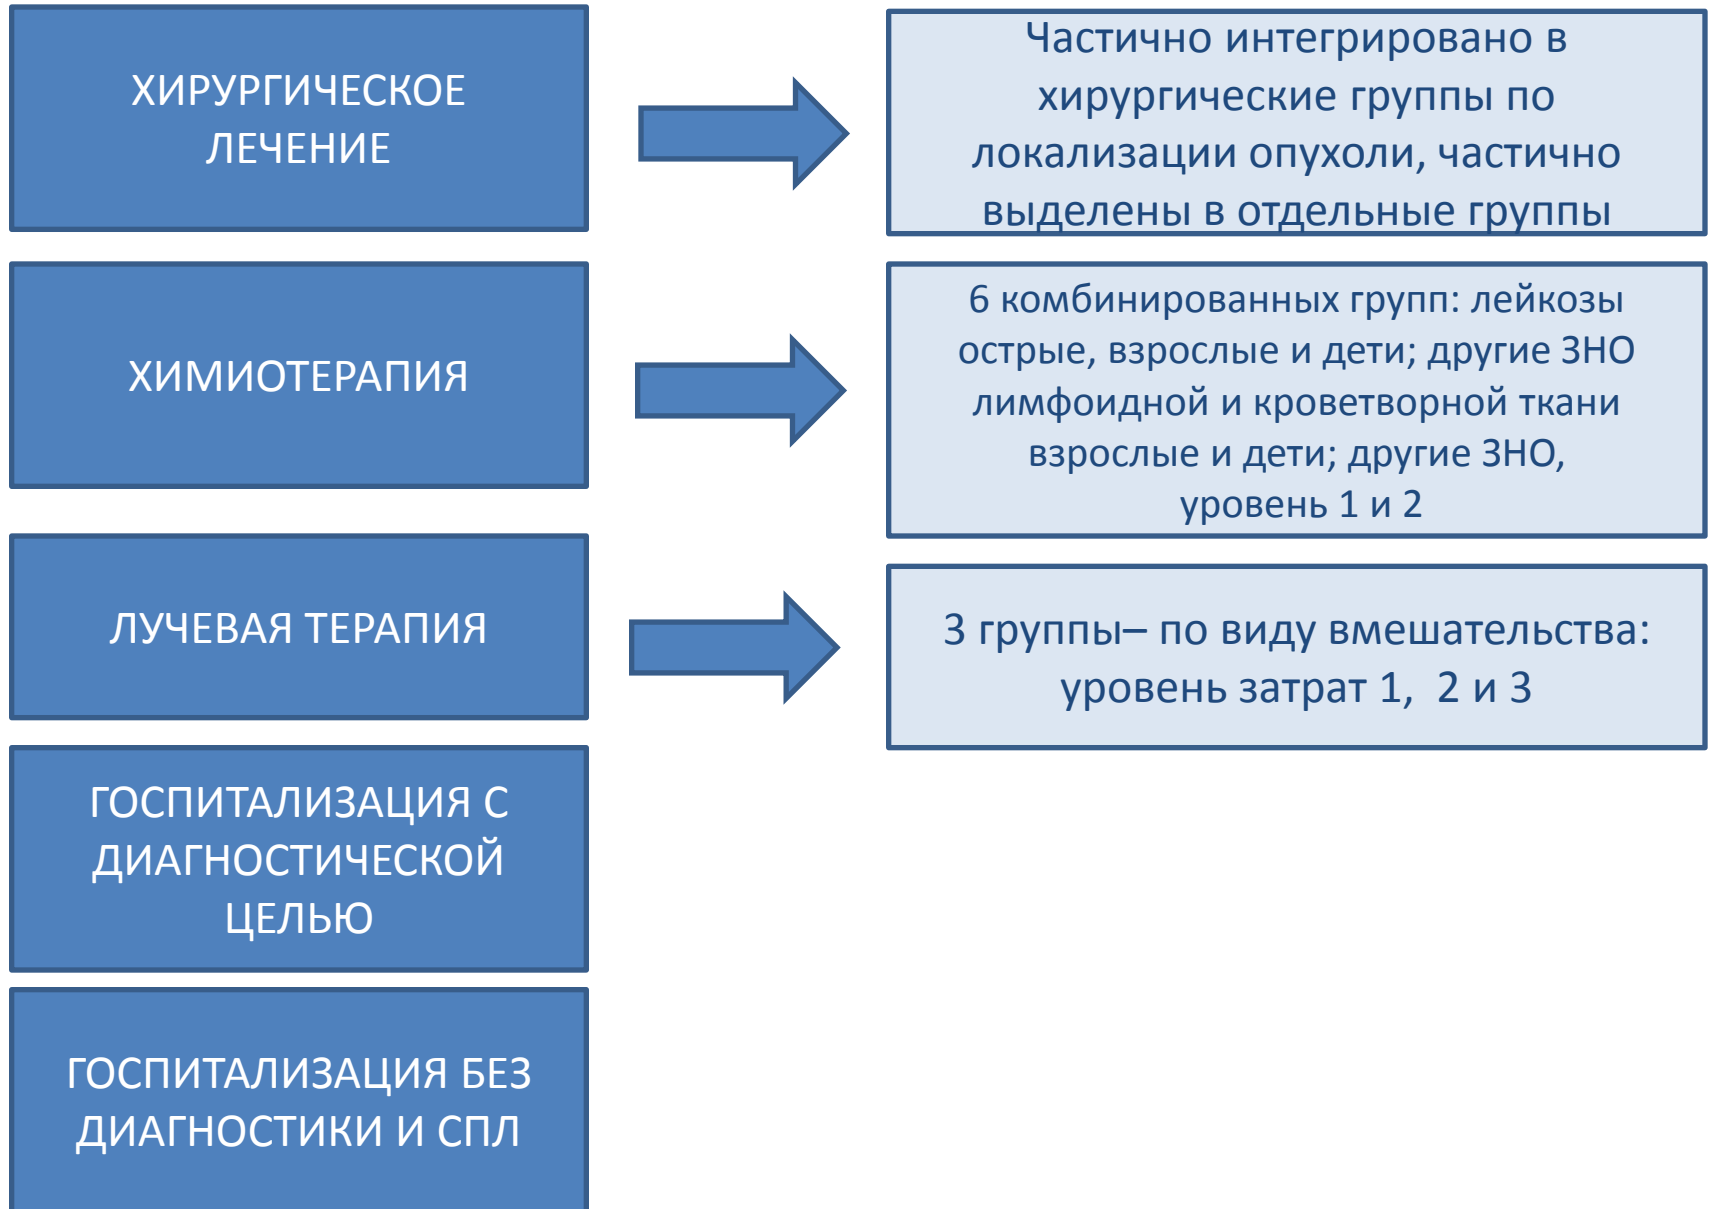 ХИРУРГИЧЕСКОЕ
ЛЕЧЕНИЕ
Частично интегрировано в
хирургические группы по
локализации опухоли, частично
выделены в отдельные группы
ХИМИОТЕРАПИЯ
6 комбинированных групп: лейкозы
острые, взрослые и дети; другие ЗНО
лимфоидной и кроветворной ткани
взрослые и дети; другие ЗНО,
уровень 1 и 2
ЛУЧЕВАЯ ТЕРАПИЯ
3 группы– по виду вмешательства:
уровень затрат 1, 2 и 3
ГОСПИТАЛИЗАЦИЯ С
ДИАГНОСТИЧЕСКОЙ
ЦЕЛЬЮ
ГОСПИТАЛИЗАЦИЯ БЕЗ
ДИАГНОСТИКИ И СПЛ